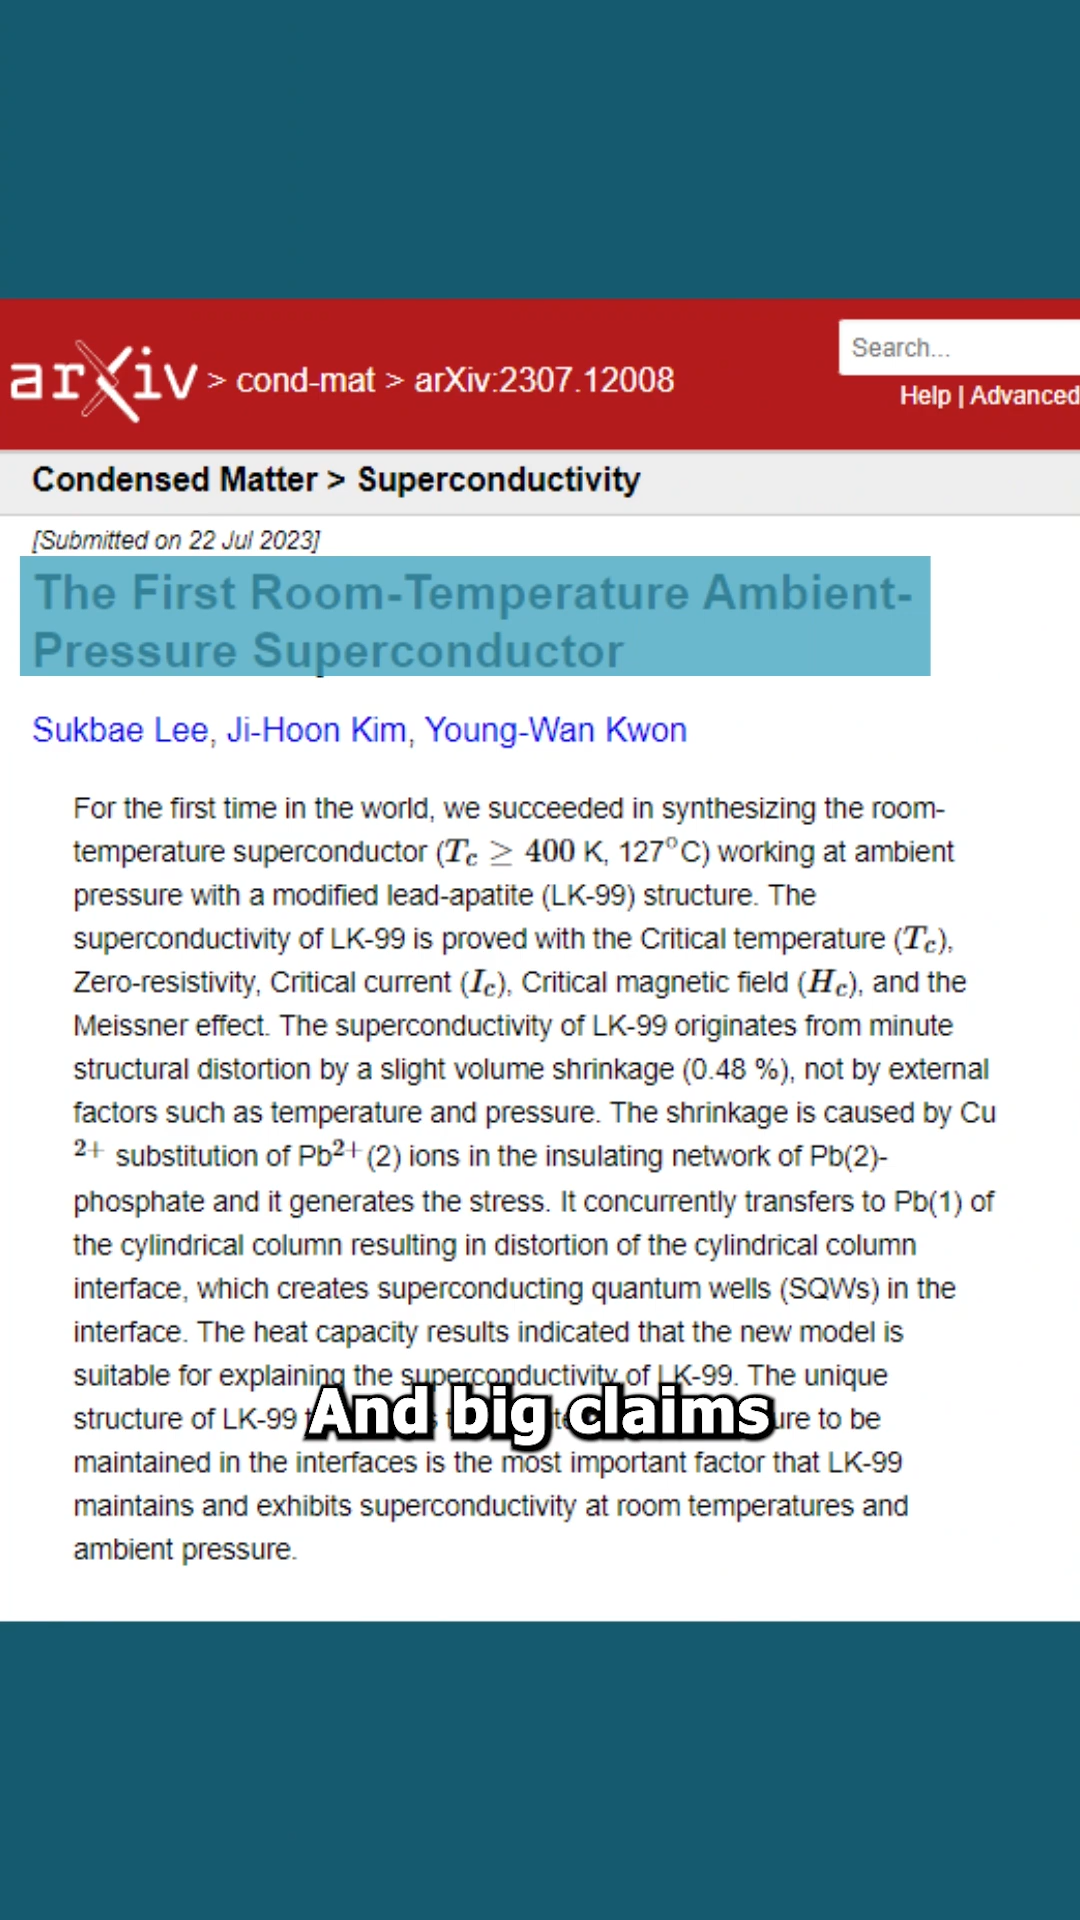 arXiv > cond-mat > arXiv:2307.12008
Search...
Help | Advanced
Condensed Matter > Superconductivity
[Submitted on 22 Jul 2023]
The First Room-Temperature Ambient-
Pressure Superconductor
Sukbae Lee, Ji-Hoon Kim, Young-Wan Kwon
For the first time in the world, we succeeded in synthesizing the room-
temperature superconductor (Tc ≥ 400 K, 127°C) working at ambient
pressure with a modified lead-apatite (LK-99) structure. The
superconductivity of LK-99 is proved with the Critical temperature (Tc),
Zero-resistivity, Critical current (Ic), Critical magnetic field (Hc), and the
Meissner effect. The superconductivity of LK-99 originates from minute
structural distortion by a slight volume shrinkage (0.48 %), not by external
factors such as temperature and pressure. The shrinkage is caused by Cu
2+ substitution of Pb2+(2) ions in the insulating network of Pb(2)-
phosphate and it generates the stress. It concurrently transfers to Pb(1) of
the cylindrical column resulting in distortion of the cylindrical column
interface, which creates superconducting quantum wells (SQWs) in the
interface. The heat capacity results indicated that the new model is
suitable for explaining the superconductivity of LK-99. The unique
structure of LK-99 to be
And big claims
maintained in the interfaces is the most important factor that LK-99
maintains and exhibits superconductivity at room temperatures and
ambient pressure.